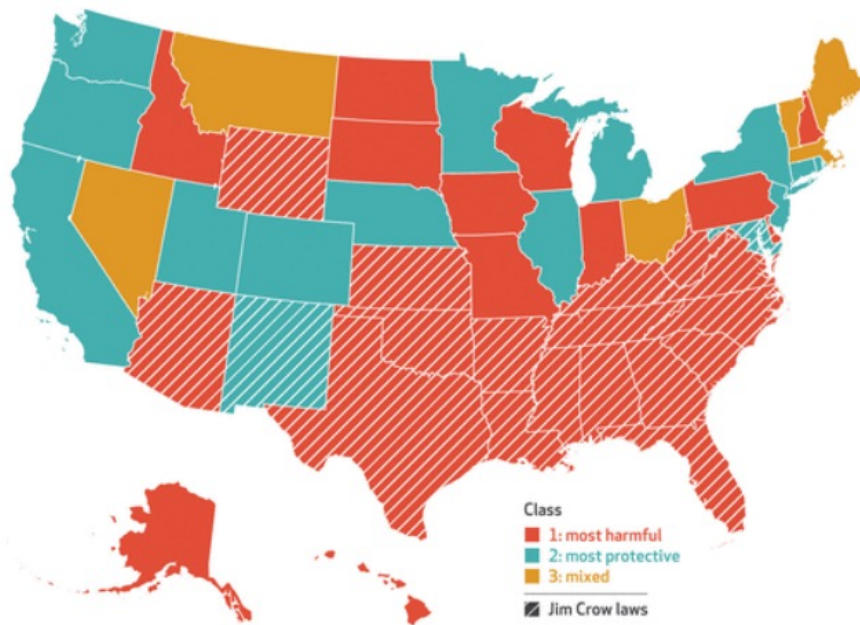 Class
1: most harmful
2: most protective
3: mixed
Jim Crow laws